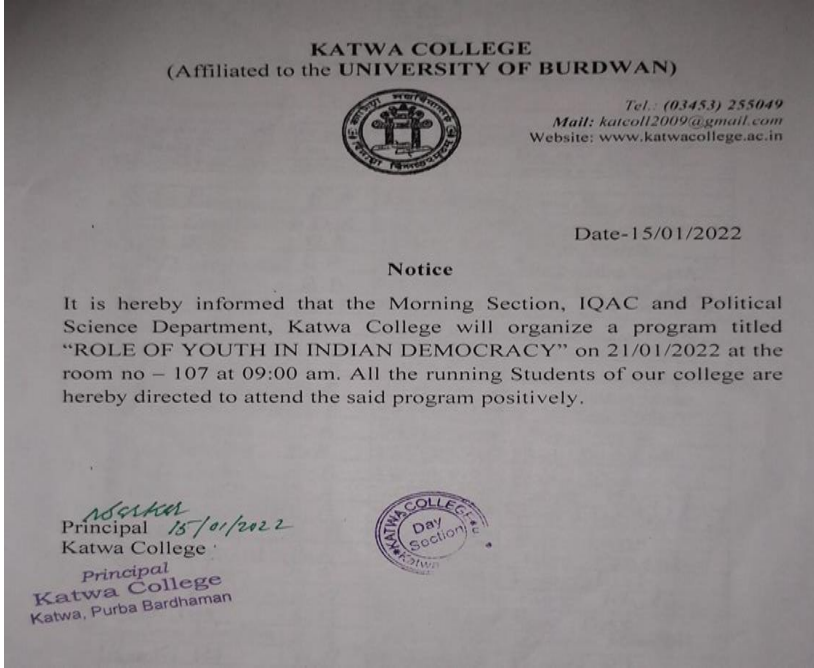 KATWA COLLEGE
(Affiliated to the UNIVERSITY OF BURDWAN)
Tel.: (03453) 255049
Mail: katcoll2009@gmail.com
Website: www.katwacollege.ac.in
Date-15/01/2022
Notice
It is hereby informed that the Morning Section, IQAC and Political
Science Department, Katwa College will organize a program titled
“ROLE OF YOUTH IN INDIAN DEMOCRACY” on 21/01/2022 at the
room no – 107 at 09:00 am. All the running Students of our college are
hereby directed to attend the said program positively.
Principal 15/01/2022
Katwa College
Principal
Katwa College
Katwa, Purba Bardhaman
KATWA COLLEGE
Day
Section
Katwa